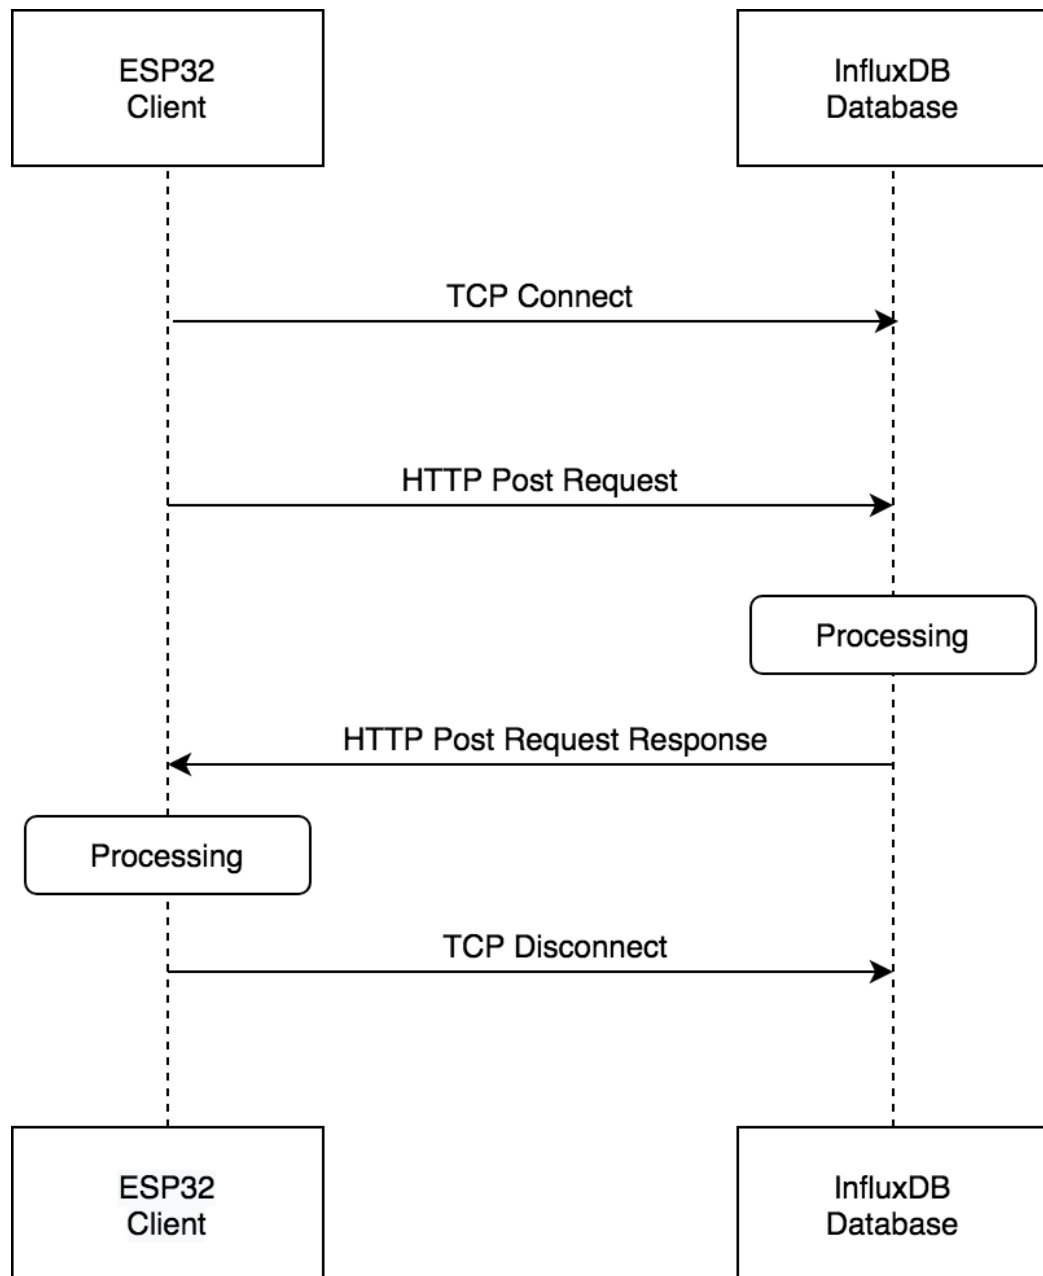 ESP32
Client
InfluxDB
Database
TCP Connect
HTTP Post Request
Processing
HTTP Post Request Response
Processing
TCP Disconnect
ESP32
Client
InfluxDB
Database